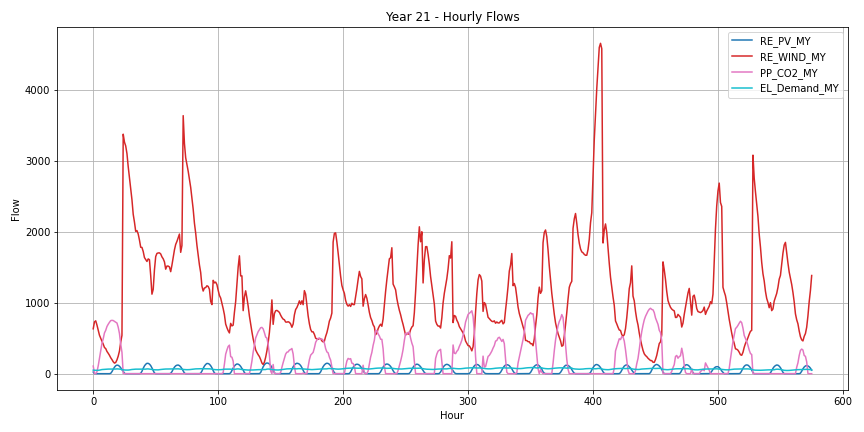 Year 21 - Hourly Flows
RE_PV_MY
RE_WIND_MY
PP_CO2_MY
EL_Demand_MY
Flow
4000
3000
2000
1000
0
0 100 200 300 400 500 600
Hour